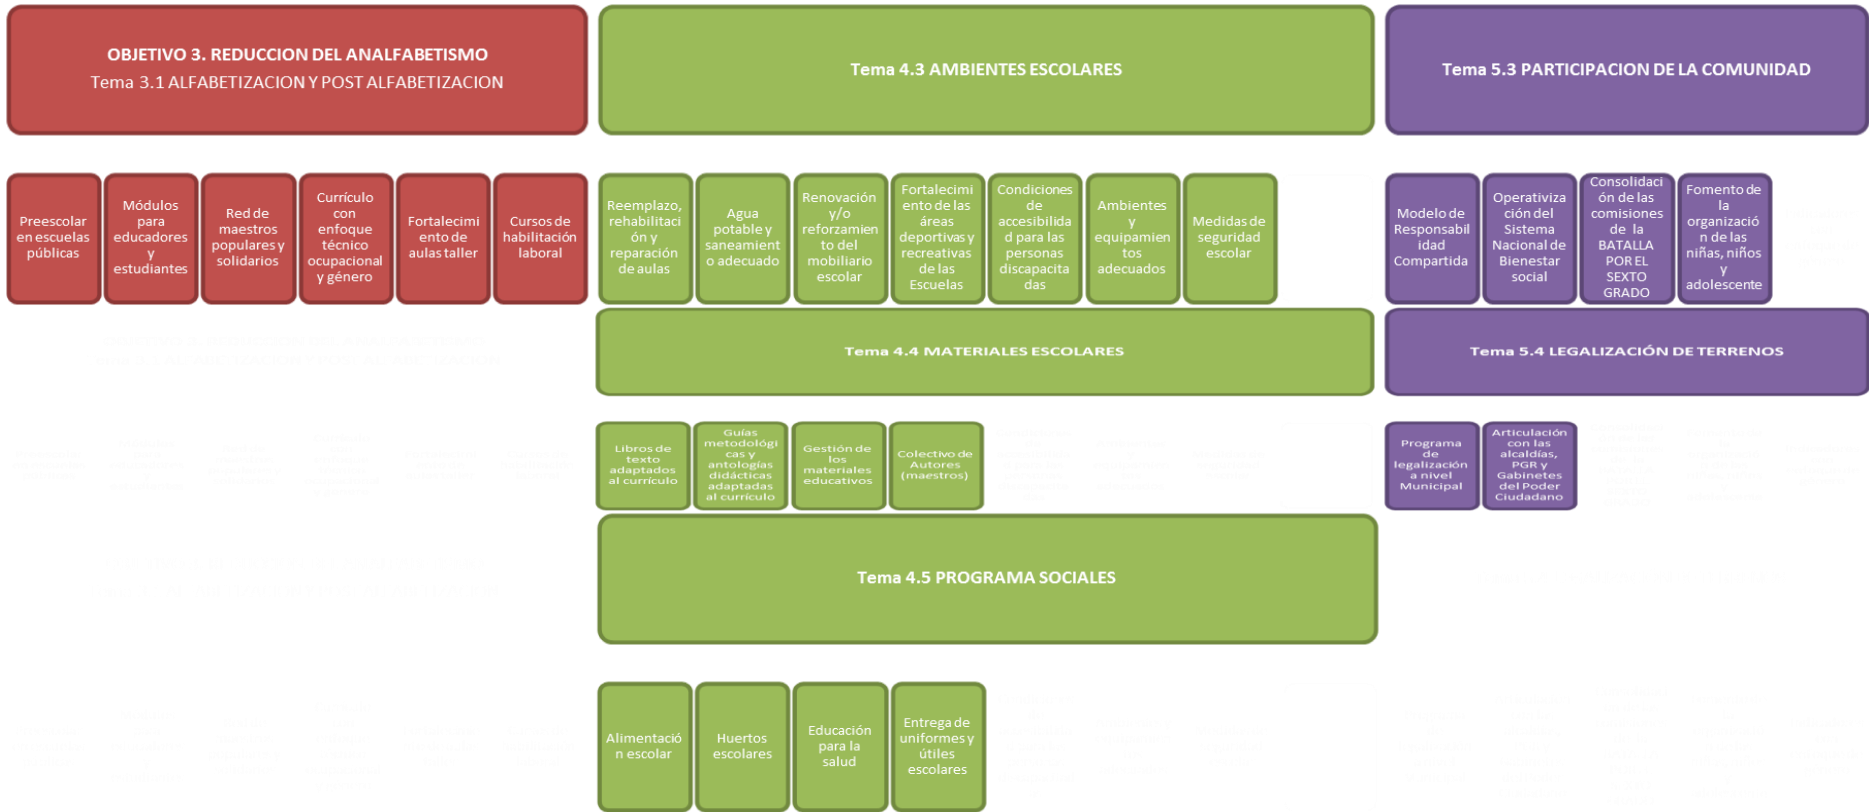 OBJETIVO 3. REDUCCION DEL ANALFABETISMO
Tema 3.1 ALFABETIZACION Y POST ALFABETIZACION
Preescolar
en escuelas
públicas
Módulos
para
educadores
y
estudiantes
Red de
maestros
populares y
solidarios
Currículo
con
enfoque
técnico
ocupacional
y género
Fortalecimi
ento de
aulas taller
Cursos de
habilitación
laboral
Tema 4.3 AMBIENTES ESCOLARES
Reemplazo,
rehabilitaci
ón y
reparación
de aulas
Agua
potable y
saneamient
o adecuado
Renovación
y/o
reforzamien
to del
mobiliario
escolar
Fortalecimi
ento de las
áreas
deportivas y
recreativas
de las
Escuelas
Condiciones
de
accesibilida
d para las
personas
discapacita
das
Ambientes
y
equipamien
tos
adecuados
Medidas de
seguridad
escolar
Tema 4.4 MATERIALES ESCOLARES
Libros de
texto
adaptados
al currículo
Guías
metodológi
cas y
antologías
didácticas
adaptadas
al currículo
Gestión de
los
materiales
educativos
Colectivo de
Autores
(maestros)
Tema 4.5 PROGRAMA SOCIALES
Alimentació
n escolar
Huertos
escolares
Educación
para la
salud
Entrega de
uniformes y
útiles
escolares
Tema 5.3 PARTICIPACION DE LA COMUNIDAD
Modelo de
Responsabil
idad
Compartida
Operativiza
ción del
Sistema
Nacional de
Bienestar
social
Consolidaci
ón de las
comisiones
de la
BATALLA
POR EL
SEXTO
GRADO
Fomento de
la
organizació
n de las
niñas, niños
y
adolescente
Tema 5.4 LEGALIZACIÓN DE TERRENOS
Programa
de
legalización
a nivel
Municipal
Articulación
con las
alcaldías,
PGR y
Gabinetes
del Poder
Ciudadano